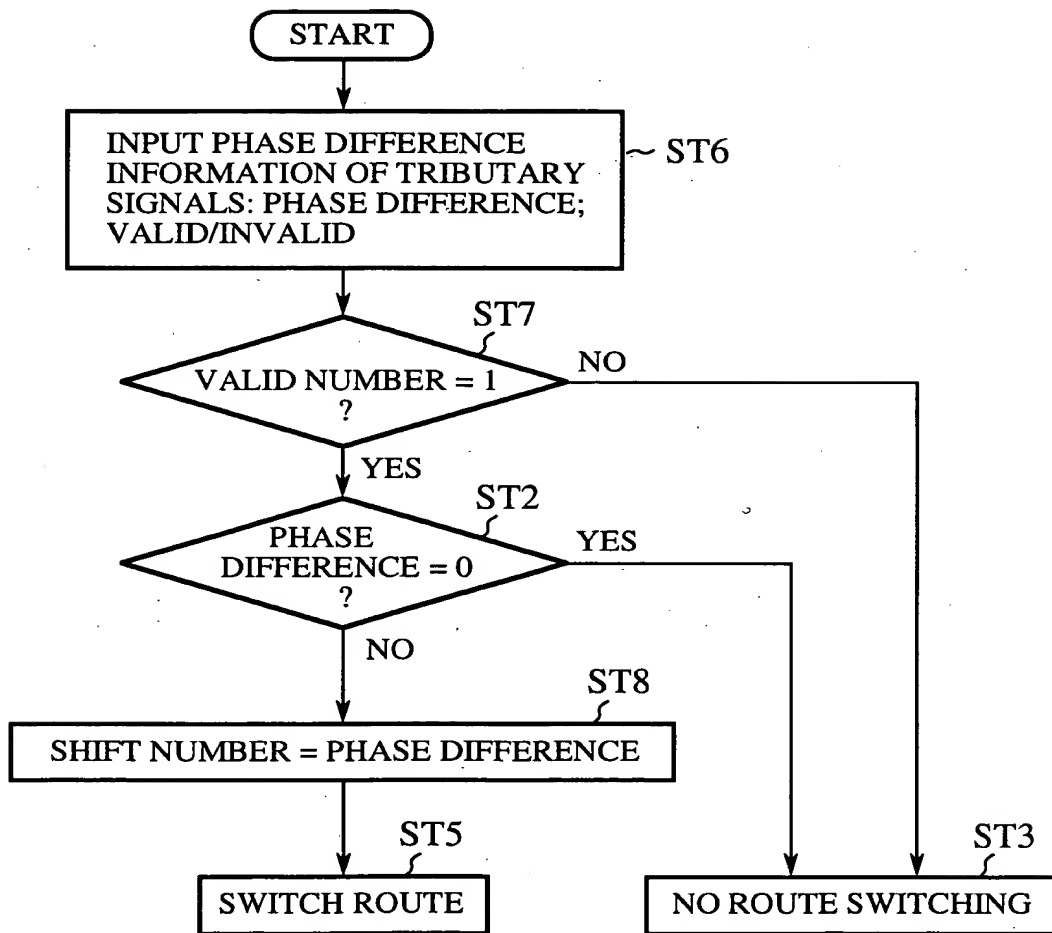 START
INPUT PHASE DIFFERENCE
INFORMATION OF TRIBUTARY
SIGNALS: PHASE DIFFERENCE;
VALID/INVALID
ST6
ST7
VALID NUMBER = 1
?
NO
YES
ST2
PHASE
DIFFERENCE = 0
?
YES
NO
ST8
SHIFT NUMBER = PHASE DIFFERENCE
ST5
SWITCH ROUTE
ST3
NO ROUTE SWITCHING